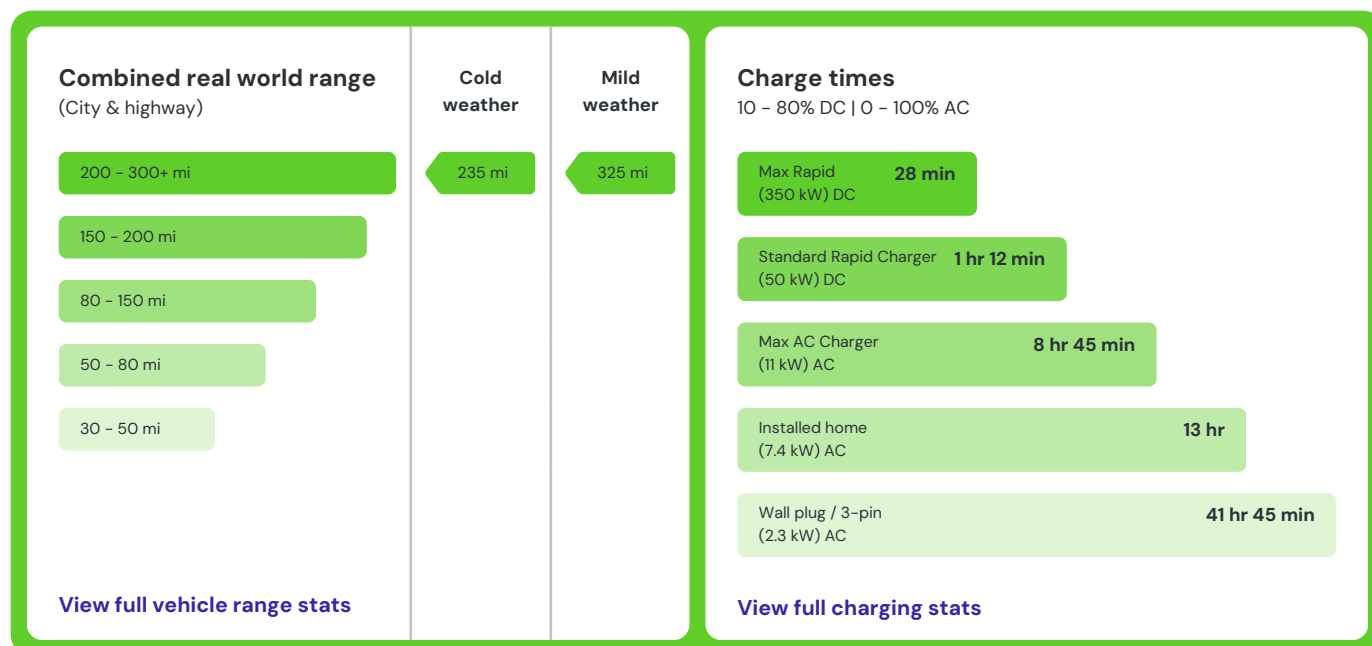 Combined real world range
(City & highway)
Cold
weather
Mild
weather
200 - 300+ mi
235 mi
325 mi
150 - 200 mi
80 - 150 mi
50 - 80 mi
30 - 50 mi
View full vehicle range stats
Charge times
10 - 80% DC | 0 - 100% AC
Max Rapid
(350 kW) DC
28 min
Standard Rapid Charger
(50 kW) DC
1 hr 12 min
Max AC Charger
(11 kW) AC
8 hr 45 min
Installed home
(7.4 kW) AC
13 hr
Wall plug / 3-pin
(2.3 kW) AC
41 hr 45 min
View full charging stats